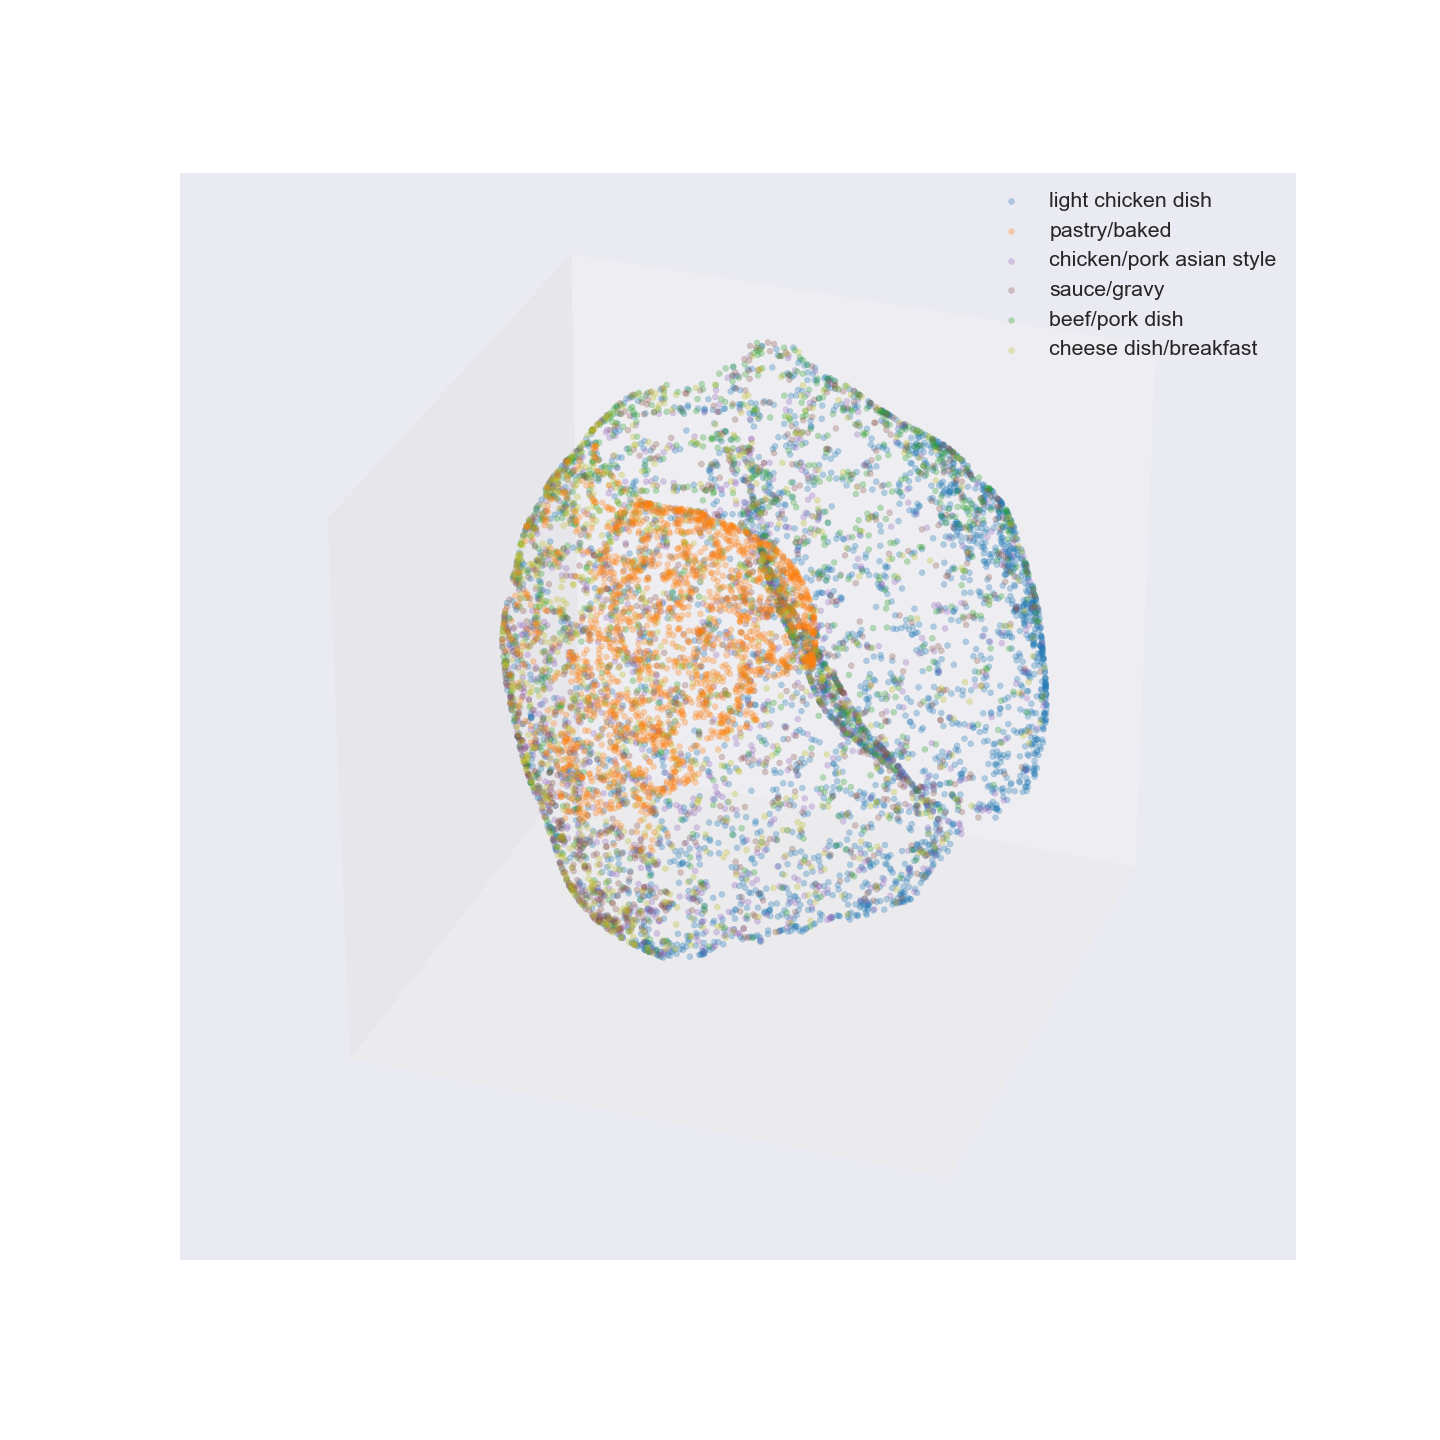 light chicken dish
pastry/baked
chicken/pork asian style
sauce/gravy
beef/pork dish
cheese dish/breakfast